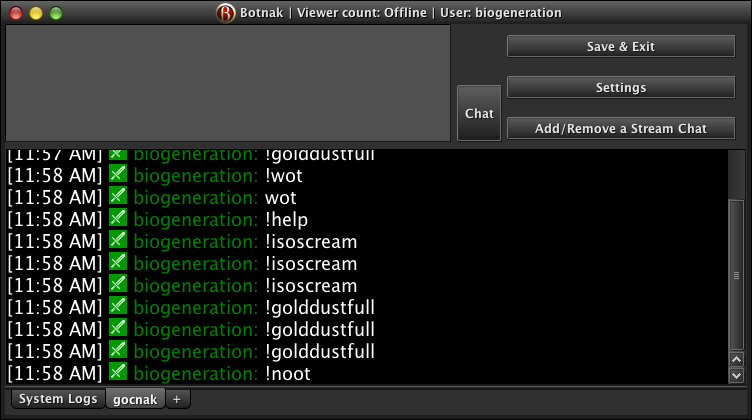 Botnak | Viewer count: Offline | User: biogeneration
Save & Exit
Settings
Chat
Add/Remove a Stream Chat
[11:57 AM] biogeneration: !golddustfull
[11:58 AM] biogeneration: !wot
[11:58 AM] biogeneration: wot
[11:58 AM] biogeneration: !help
[11:58 AM] biogeneration: !isoscream
[11:58 AM] biogeneration: !isoscream
[11:58 AM] biogeneration: !isoscream
[11:58 AM] biogeneration: !golddustfull
[11:58 AM] biogeneration: !golddustfull
[11:58 AM] biogeneration: !golddustfull
[11:58 AM] biogeneration: !noot
System Logs gocnak +